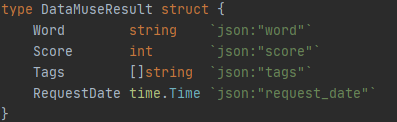 type DataMuseResult struct {
    Word        string    `json:"word"`
    Score       int       `json:"score"`
    Tags        []string  `json:"tags"`
    RequestDate time.Time `json:"request_date"`
}